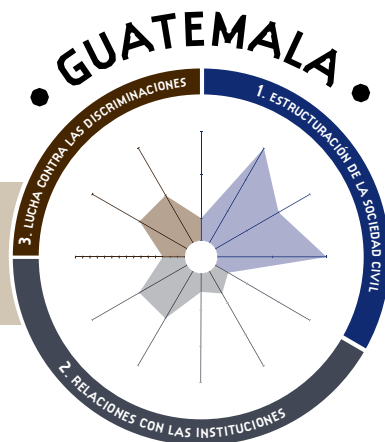 • GUATEMALA •
1. ESTRUCTURACIÓN DE LA SOCIEDAD CIVIL
2. RELACIONES CON LAS INSTITUCIONES
3. LUCHA CONTRA LAS DISCRIMINACIONES